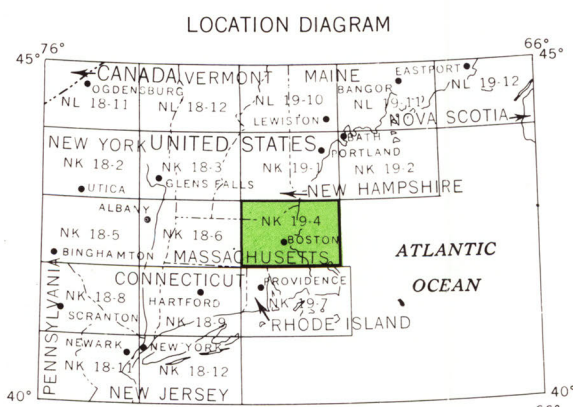 LOCATION DIAGRAM
45° 76° 66° 45°
CANADA VERMONT MAINE EASTPORT
OGDENSBURG BANGOR NL 19-12
NL 18-11 NL 18-12 NL 19-10 NL 19-11
LEWISTON NOVA SCOTIA
NEW YORK UNITED STATES BATH
PORTLAND
NK 18-2 NK 18-3 NK 19-1 NK 19-2
UTICA GLENS FALLS NEW HAMPSHIRE
ALBANY NK 19-4
NK 18-5 NK 18-6 BOSTON ATLANTIC
BINGHAMTON MASSACHUSETTS
CONNECTICUT PROVIDENCE OCEAN
NK 18-8 HARTFORD NK 19-7
SCRANTON NK 18-9 RHODE ISLAND
PENNSYLVANIA
NEWARK NEW YORK
NK 18-11 NK 18-12
40° NEW JERSEY 40°